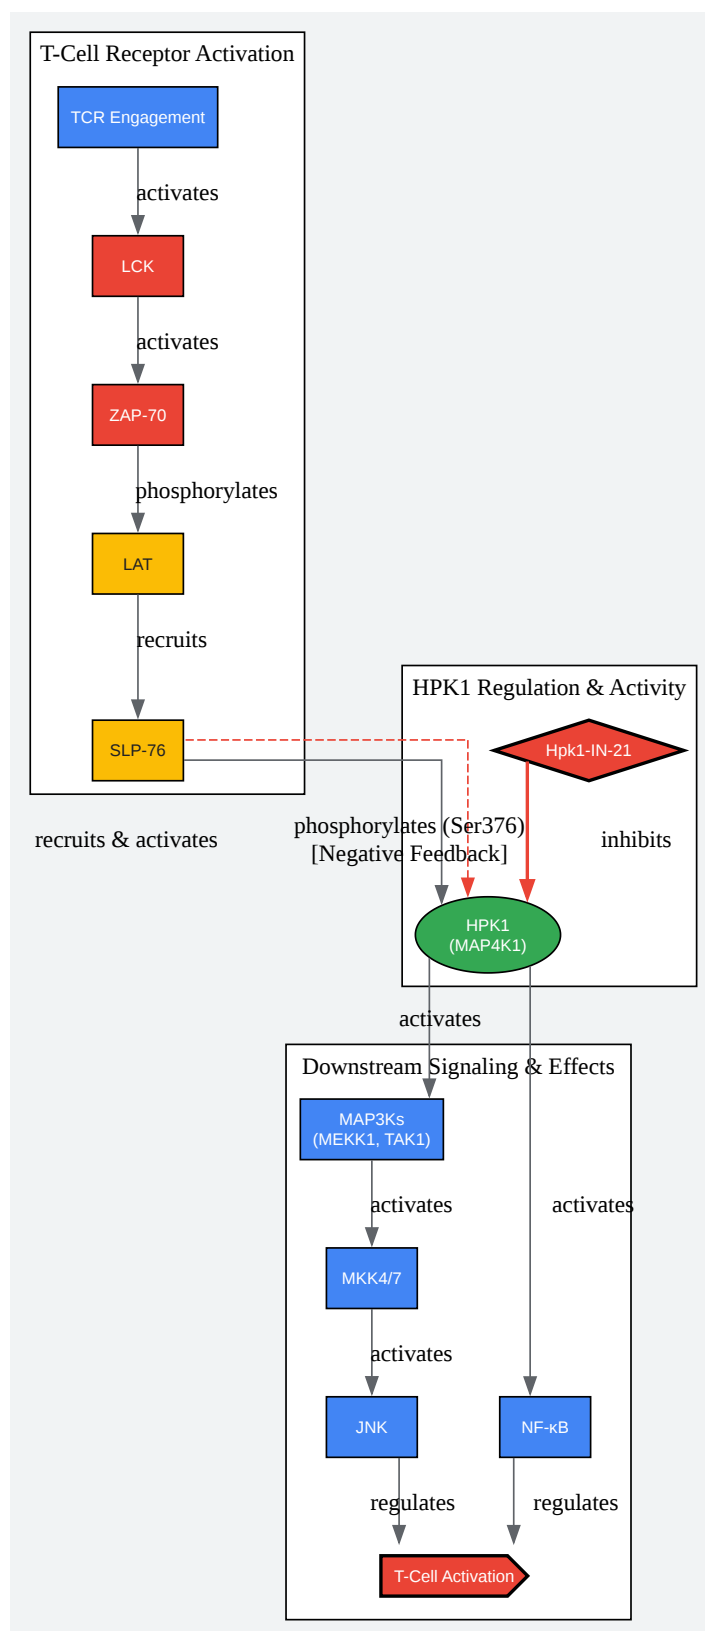 T-Cell Receptor Activation
TCR Engagement
activates
LCK
activates
ZAP-70
phosphorylates
LAT
recruits
SLP-76
recruits & activates
HPK1 Regulation & Activity
Hpk1-IN-21
phosphorylates (Ser376)
[Negative Feedback]
inhibits
HPK1
(MAP4K1)
activates
Downstream Signaling & Effects
MAP3Ks
(MEKK1, TAK1)
activates
activates
MKK4/7
activates
JNK
NF-κB
regulates
regulates
T-Cell Activation